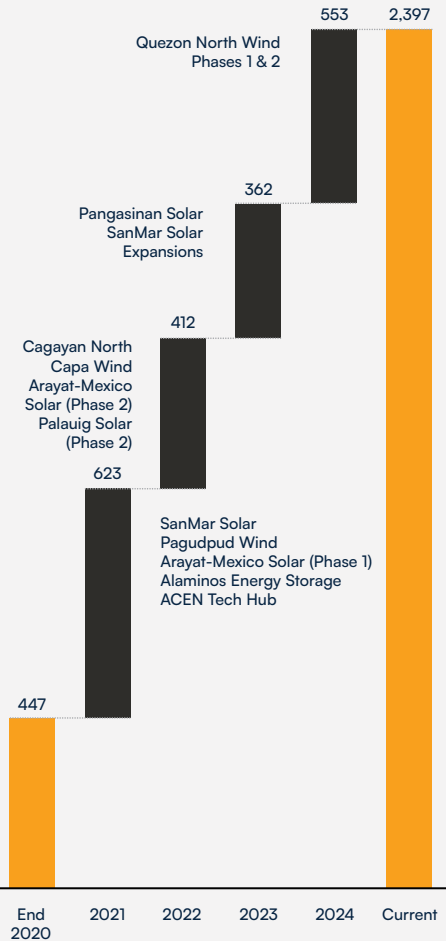 553
2,397
Quezon North Wind
Phases 1 & 2
362
Pangasinan Solar
SanMar Solar
Expansions
412
Cagayan North
Capa Wind
Arayat-Mexico
Solar (Phase 2)
Palauig Solar
(Phase 2)
623
SanMar Solar
Pagudpud Wind
Arayat-Mexico Solar (Phase 1)
Alaminos Energy Storage
ACEN Tech Hub
447
End
2020
2021
2022
2023
2024
Current